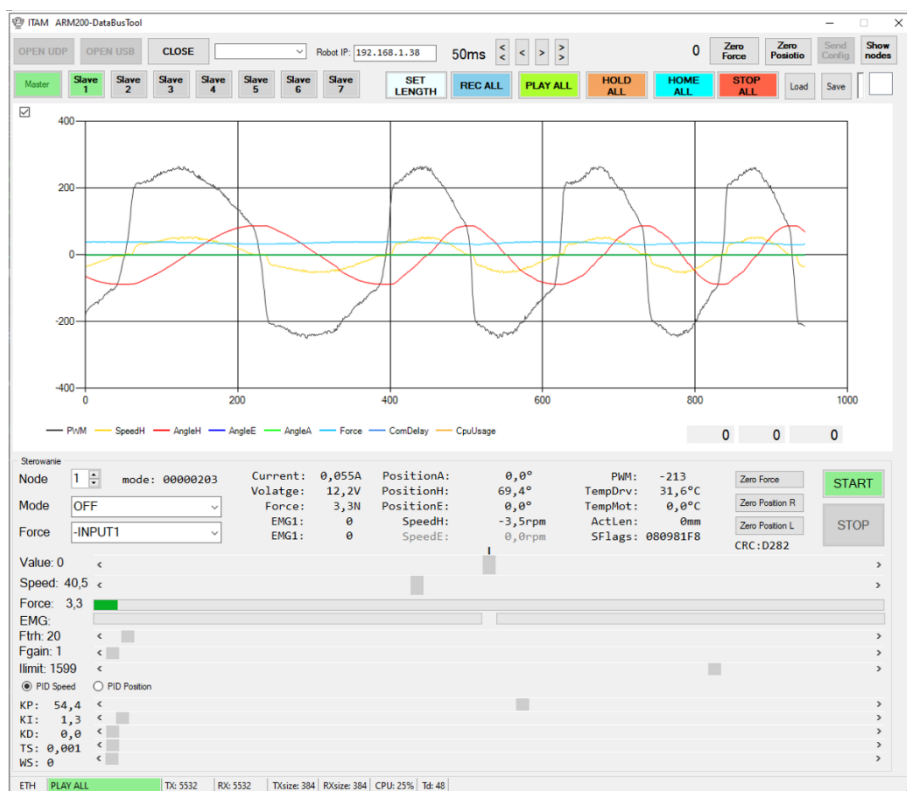 ITAM ARM200-DataBusTool
OPEN UDP OPEN USB CLOSE Robot IP: 192.168.1.38 50ms < < < > > > 0 Zero Force Zero Posiotio Send Config Show nodes
Master Slave 1 Slave 2 Slave 3 Slave 4 Slave 5 Slave 6 Slave 7 SET LENGTH REC ALL PLAY ALL HOLD ALL HOME ALL STOP ALL Load Save
400
200
0
-200
-400
0 200 400 600 800 1000
PWM SpeedH AngleH AngleE AngleA Force ComDelay CpuUsage 0 0 0
Sterowanie
Node 1 mode: 00000203 Current: 0,055A PositionA: 0,0° PWM: -213 Zero Force START
Volatge: 12,2V PositionH: 69,4° TempDrv: 31,6°C
Mode OFF Force: 3,3N PositionE: 0,0° TempMot: 0,0°C Zero Position R
EMG1: 0 SpeedH: -3,5rpm ActLen: 0mm Zero Position L STOP
Force -INPUT1 EMG1: 0 SpeedE: 0,0rpm SFlags: 080981F8
CRC:D282
Value: 0 < >
Speed: 40,5 < >
Force: 3,3
EMG:
Ftrh: 20 < >
Fgain: 1 < >
Ilimit: 1599 < >
PID Speed PID Position
KP: 54,4 < >
KI: 1,3 < >
KD: 0,0 < >
TS: 0,001 < >
WS: 0 < >
ETH PLAY ALL TX: 5532 RX: 5532 TXsize: 384 RXsize: 384 CPU: 25% Td: 48